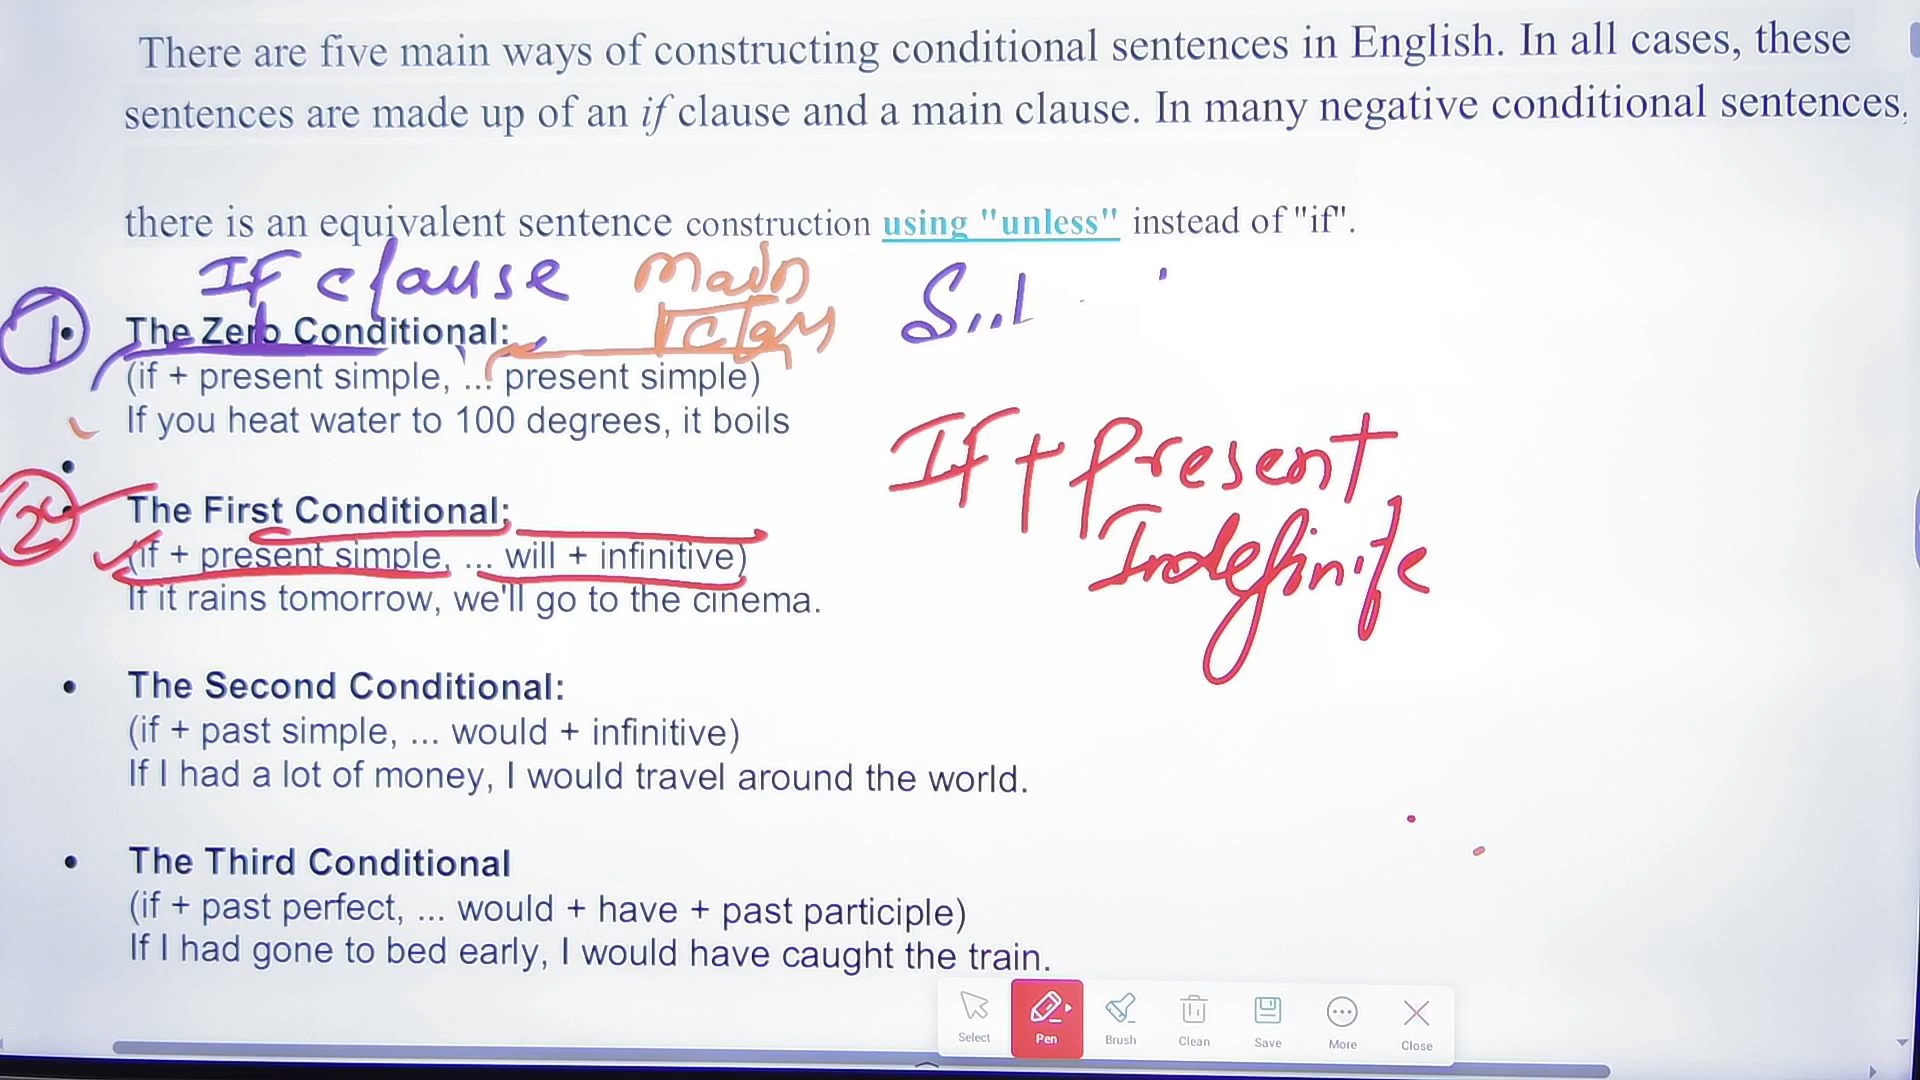 There are five main ways of constructing conditional sentences in English. In all cases, these
sentences are made up of an if clause and a main clause. In many negative conditional sentences,
there is an equivalent sentence construction using "unless" instead of "if".
If clause Main
1
The Zero Conditional:
(if + present simple, ... present simple)
If you heat water to 100 degrees, it boils
If + Present
Indefinite
2
The First Conditional:
(if + present simple, ... will + infinitive)
If it rains tomorrow, we'll go to the cinema.
The Second Conditional:
(if + past simple, ... would + infinitive)
If I had a lot of money, I would travel around the world.
The Third Conditional
(if + past perfect, ... would + have + past participle)
If I had gone to bed early, I would have caught the train.
Select Pen Brush Clean Save More Close